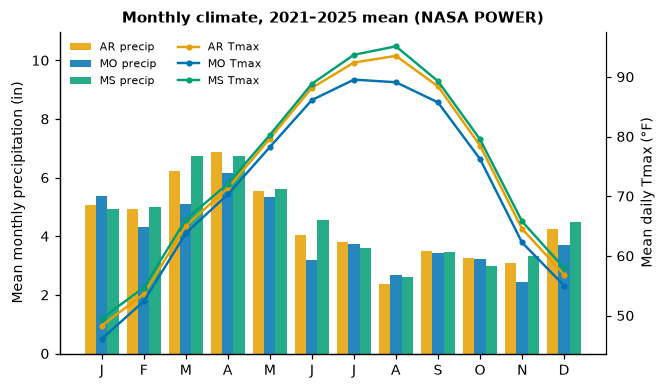 Monthly climate, 2021–2025 mean (NASA POWER)
AR precip
MO precip
MS precip
AR Tmax
MO Tmax
MS Tmax
Mean monthly precipitation (in)
10
8
6
4
2
0
90
80
70
60
50
Mean daily Tmax (°F)
J F M A M J J A S O N D